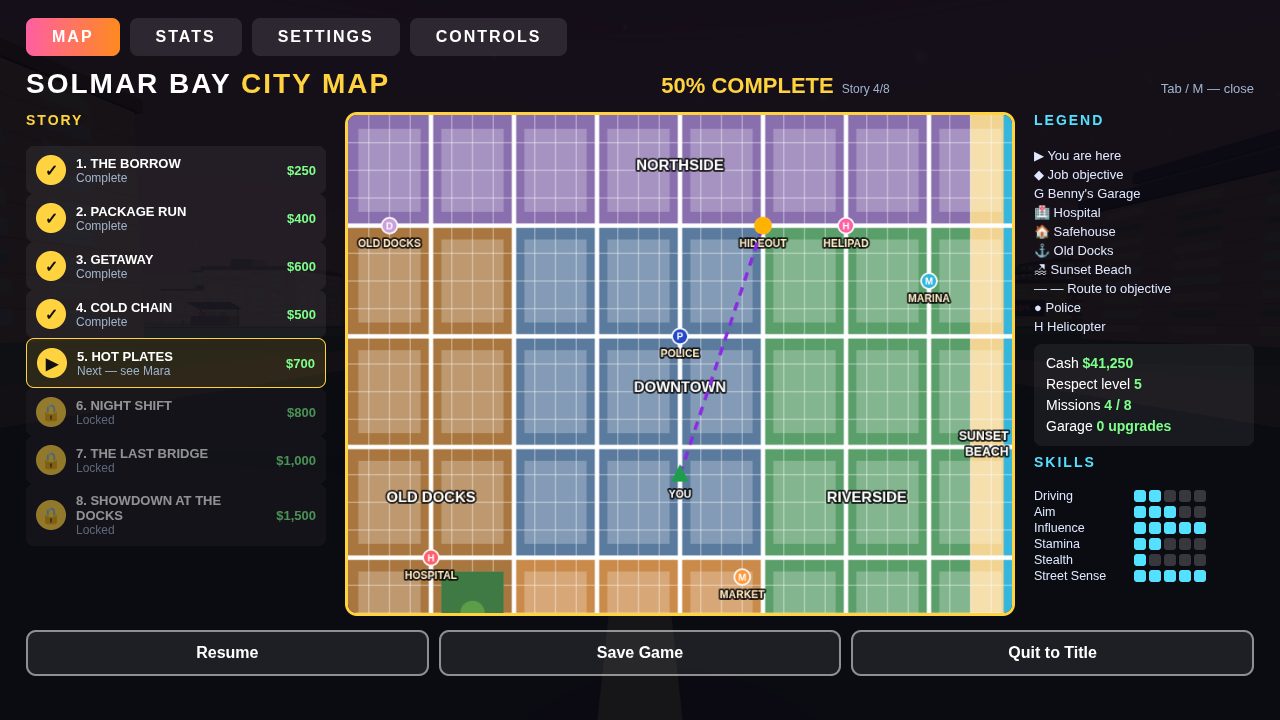 MAP
STATS
SETTINGS
CONTROLS
SOLMAR BAY CITY MAP
50% COMPLETE Story 4/8
Tab / M — close
STORY
✓ 1. THE BORROW $250
Complete
✓ 2. PACKAGE RUN $400
Complete
✓ 3. GETAWAY $600
Complete
✓ 4. COLD CHAIN $500
Complete
▶ 5. HOT PLATES $700
Next — see Mara
🔒 6. NIGHT SHIFT $800
Locked
🔒 7. THE LAST BRIDGE $1,000
Locked
🔒 8. SHOWDOWN AT THE
DOCKS $1,500
Locked
NORTHSIDE
D
OLD DOCKS
HIDEOUT
H
HELIPAD
M
MARINA
P
POLICE
DOWNTOWN
SUNSET
BEACH
YOU
OLD DOCKS
RIVERSIDE
H
HOSPITAL
M
MARKET
LEGEND
▶ You are here
◆ Job objective
G Benny's Garage
🏥 Hospital
🏠 Safehouse
⚓ Old Docks
🏖 Sunset Beach
— — Route to objective
● Police
H Helicopter
Cash $41,250
Respect level 5
Missions 4 / 8
Garage 0 upgrades
SKILLS
Driving
Aim
Influence
Stamina
Stealth
Street Sense
Resume
Save Game
Quit to Title